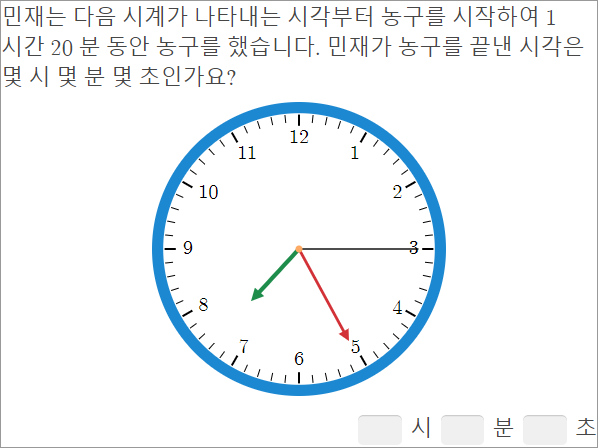 민재는 다음 시계가 나타내는 시각부터 농구를 시작하여 1
시간 20 분 동안 농구를 했습니다. 민재가 농구를 끝낸 시각은
몇 시 몇 분 몇 초인가요?
12
11 1
10 2
9 3
8 4
7 5
6
시 분 초